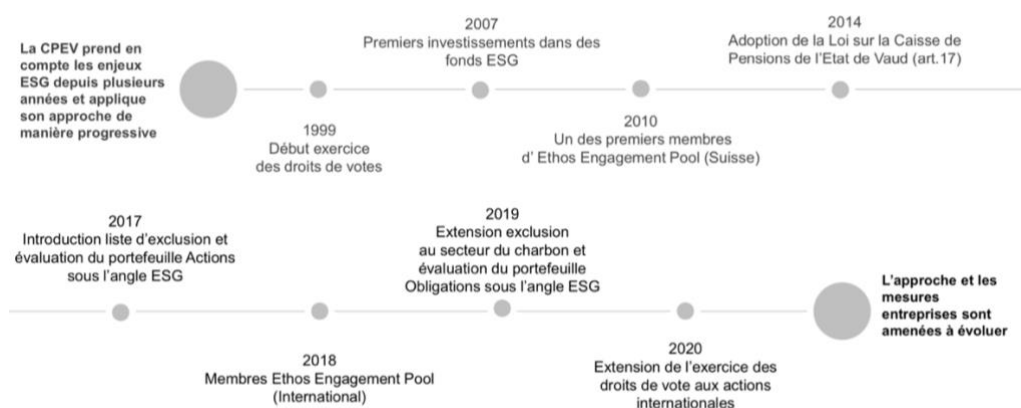 La CPEV prend en
compte les enjeux
ESG depuis plusieurs
années et applique
son approche de
manière progressive
1999
Début exercice
des droits de votes
2007
Premiers investissements dans des
fonds ESG
2010
Un des premiers membres
d' Ethos Engagement Pool (Suisse)
2014
Adoption de la Loi sur la Caisse de
Pensions de l'Etat de Vaud (art.17)
2017
Introduction liste d'exclusion et
évaluation du portefeuille Actions
sous l'angle ESG
2018
Membres Ethos Engagement Pool
(International)
2019
Extension exclusion
au secteur du charbon et
évaluation du portefeuille
Obligations sous l'angle ESG
2020
Extension de l'exercice des
droits de vote aux actions
internationales
L'approche et les
mesures
entreprises sont
amenées à évoluer